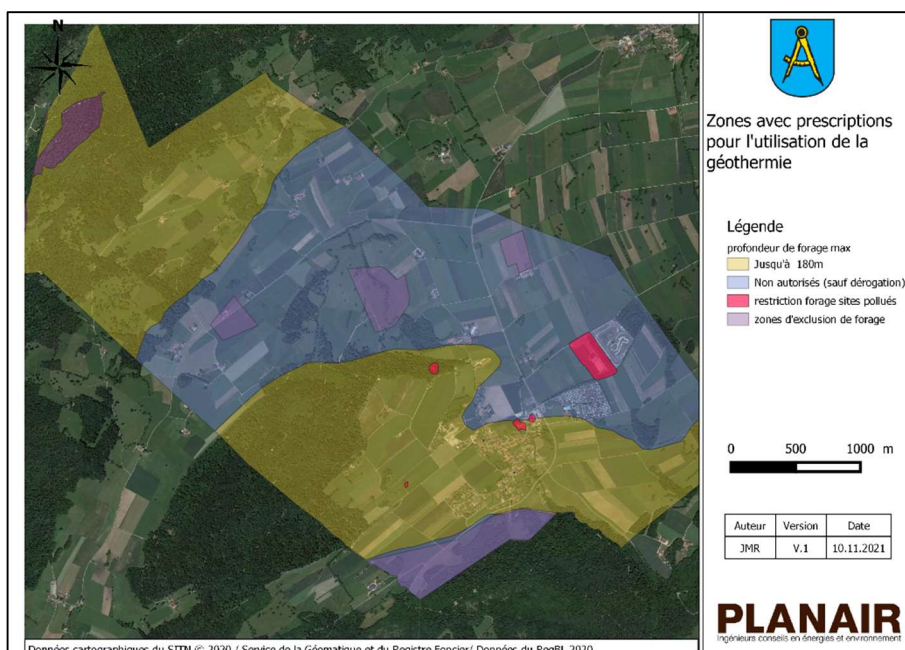 N
Zones avec prescriptions
pour l'utilisation de la
géothermie
Légende
profondeur de forage max
Jusqu'à 180m
Non autorisés (sauf dérogation)
restriction forage sites pollués
zones d'exclusion de forage
0 500 1000 m
Auteur Version Date
JMR V.1 10.11.2021
PLANAIR
Ingénieurs conseils en énergies et environnement
Données cartographiques du SITN © 2020 / Service de la Géomatique et du Registre Foncier/ Données du RegBL 2020